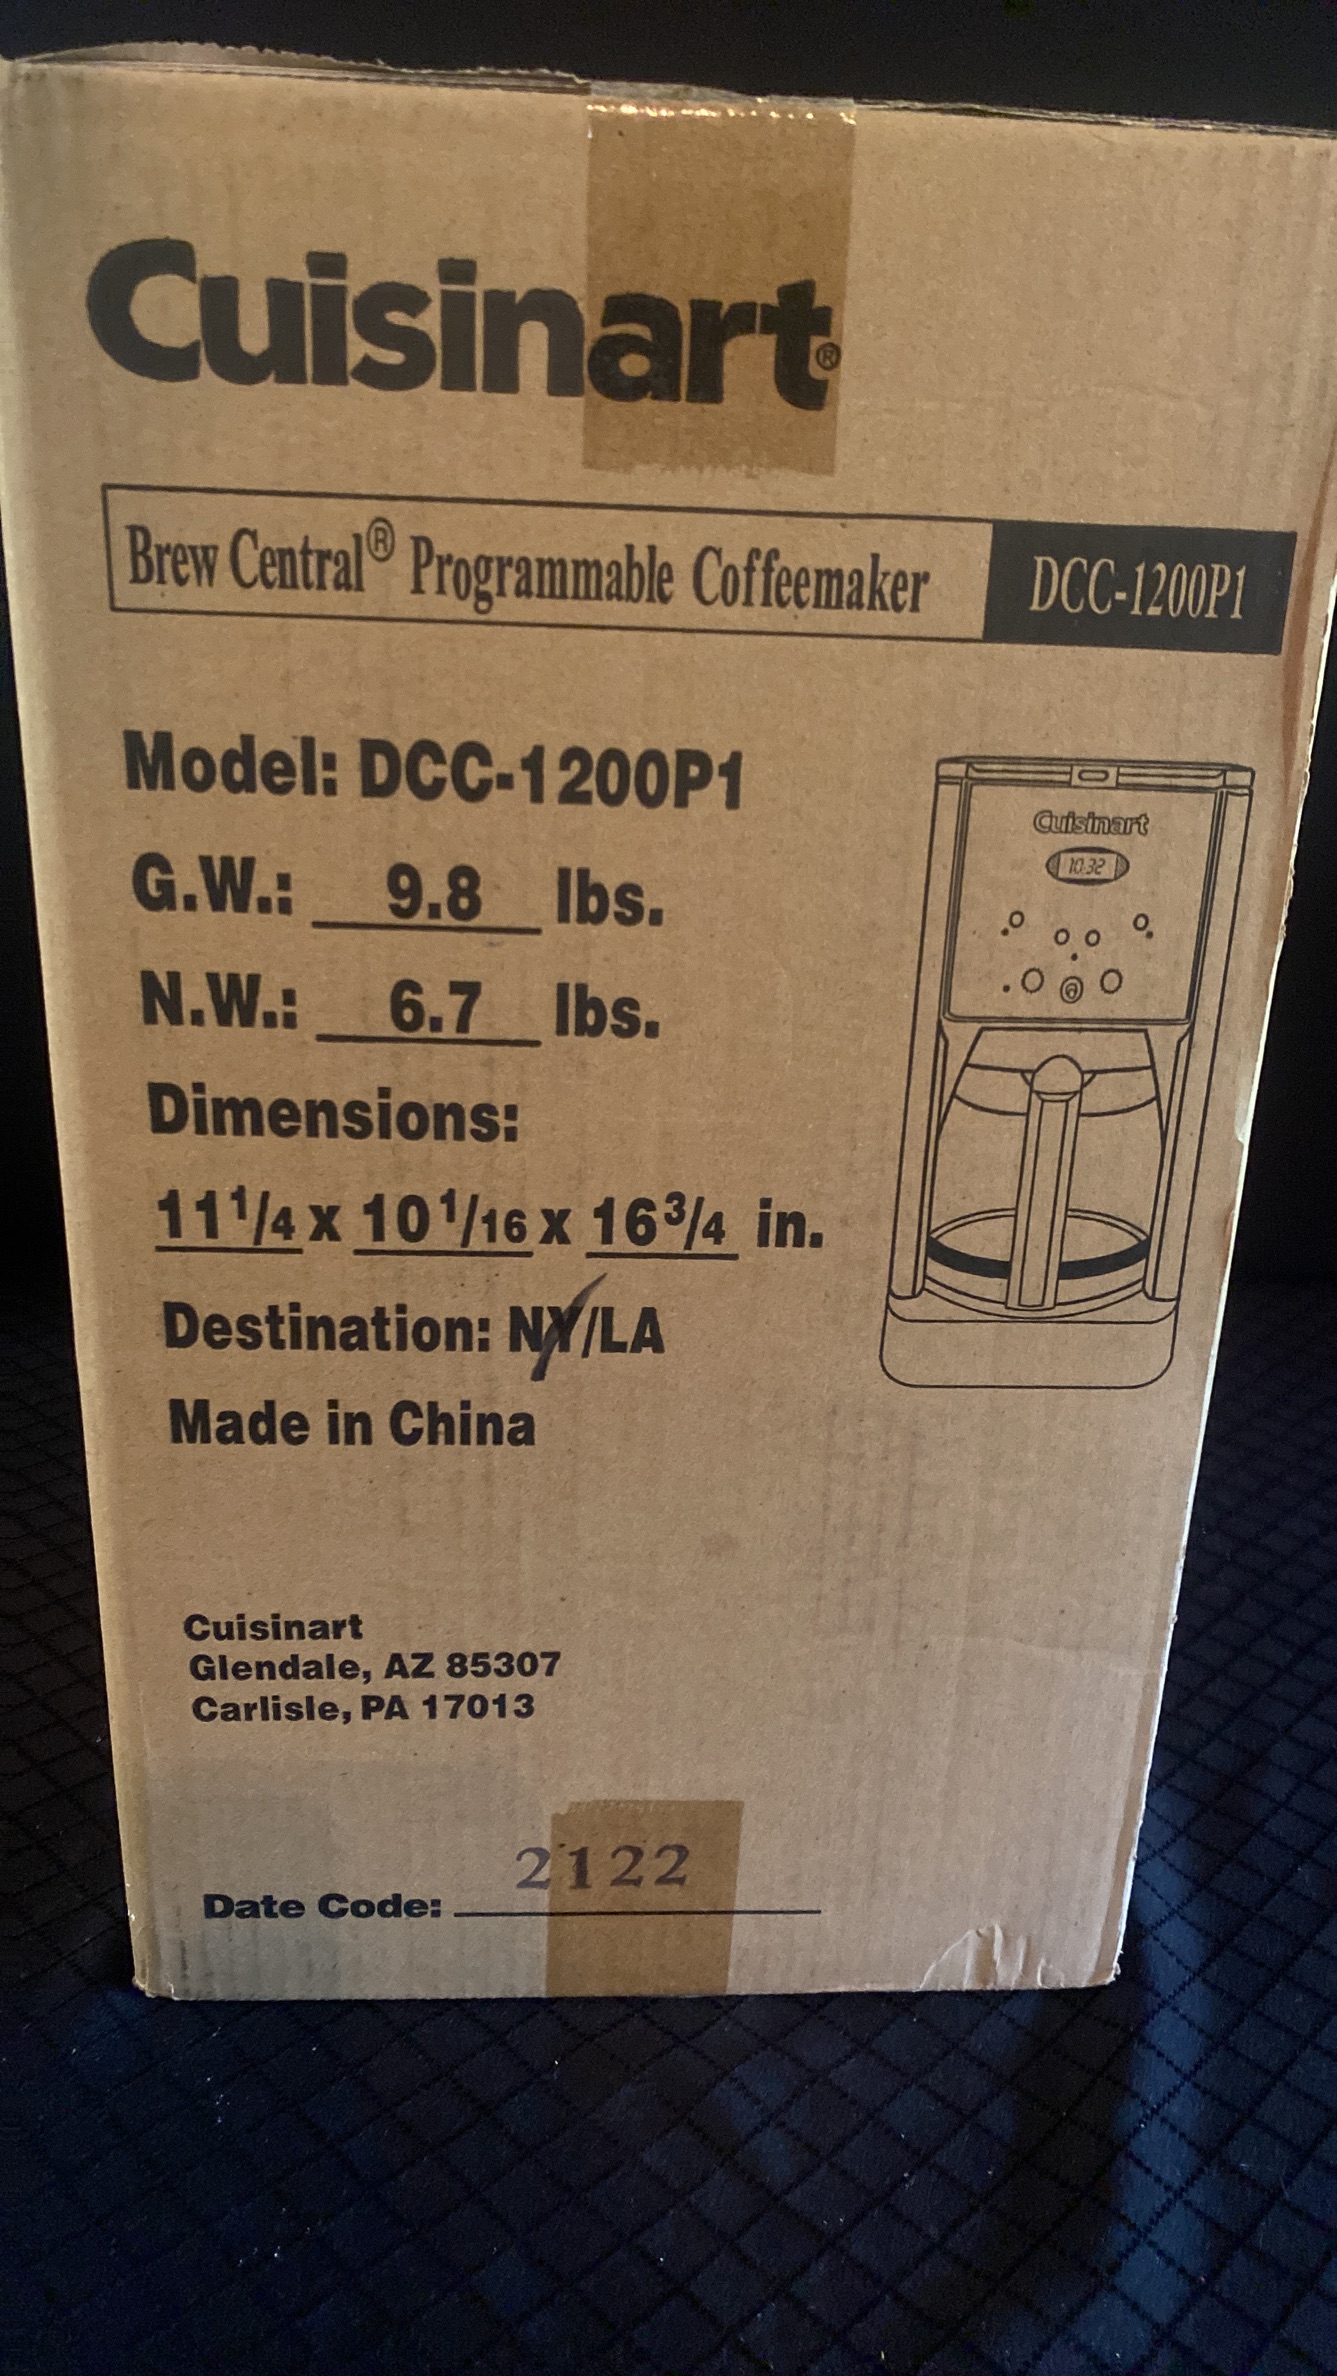 Cuisinart®
Brew Central® Programmable Coffeemaker DCC-1200P1
Model: DCC-1200P1
G.W.: 9.8 lbs.
N.W.: 6.7 lbs.
Dimensions:
11 1/4 x 10 1/16 x 16 3/4 in.
Destination: NY/LA
Made in China
Cuisinart
10:32
Cuisinart
Glendale, AZ 85307
Carlisle, PA 17013
Date Code: 2122